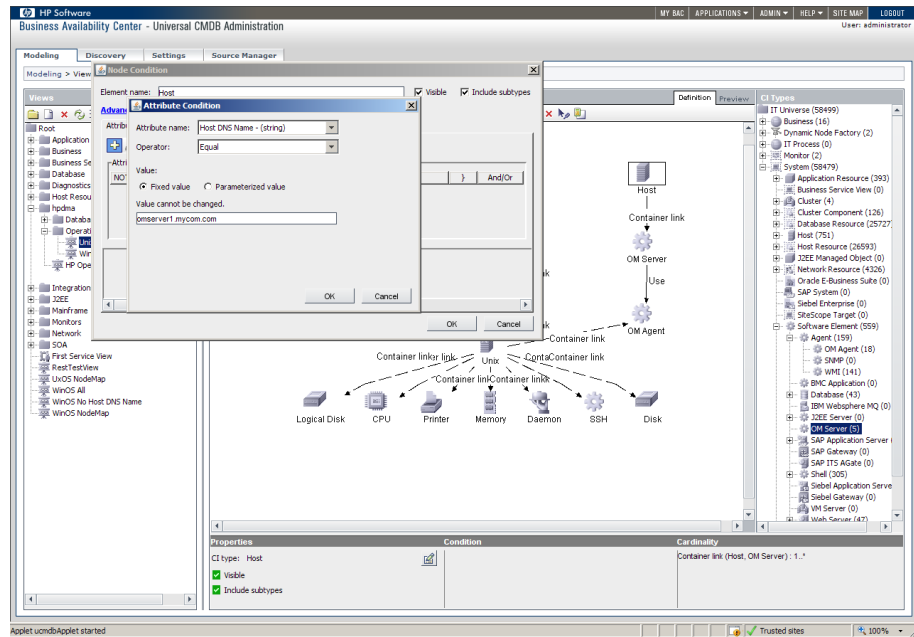 HP Software
MY BAC APPLICATIONS ADMIN HELP SITE MAP LOGOUT
Business Availability Center - Universal CMDB Administration
User: administrator
Modeling Discovery Settings Source Manager
Modeling > View
Node Condition
Element name: Host
Visible Include subtypes
Attribute Condition
Attribute name: Host DNS Name - (string)
Operator: Equal
Value:
Fixed value Parameterized value
Value cannot be changed.
omserver1.mycom.com
OK Cancel
) And/Or
OK Cancel
Views
Root
Application
Business
Business Se
Database
Diagnostics
Host Resou
hpdma
Databa
Operati
Uni
Win
HP Ope
Integration
J2EE
Mainframe
Monitors
Network
SOA
First Service View
RestTestView
UxOS NodeMap
WinOS All
WinOS No Host DNS Name
WinOS NodeMap
Definition Preview
Host
Container link
OM Server
Use
OM Agent
Container link
Unix
Logical Disk
CPU
Printer
Memory
Daemon
SSH
Disk
CI Types
IT Universe (58499)
Business (16)
Dynamic Node Factory (2)
IT Process (0)
Monitor (2)
System (58479)
Application Resource (393)
Business Service View (0)
Cluster (4)
Cluster Component (126)
Database Resource (25727
Host (751)
Host Resource (26593)
J2EE Managed Object (0)
Network Resource (4326)
Oracle E-Business Suite (0)
SAP System (0)
Siebel Enterprise (0)
SiteScope Target (0)
Software Element (559)
Agent (159)
OM Agent (18)
SNMP (0)
WMI (141)
BMC Application (0)
Database (43)
IBM Websphere MQ (0)
J2EE Server (0)
OM Server (5)
SAP Application Server
SAP Gateway (0)
SAP ITS AGate (0)
Shell (305)
Siebel Application Serve
Siebel Gateway (0)
VM Server (0)
Web Server (47)
Properties Condition Cardinality
CI type: Host
Visible
Include subtypes
Container link (Host, OM Server) : 1..*
Applet ucmdbApplet started
Trusted sites
100%